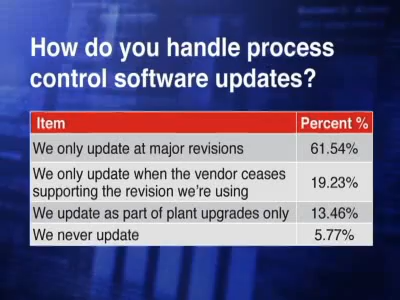 How do you handle process
control software updates?
Item Percent %
We only update at major revisions 61.54%
We only update when the vendor ceases
supporting the revision we're using 19.23%
We update as part of plant upgrades only 13.46%
We never update 5.77%